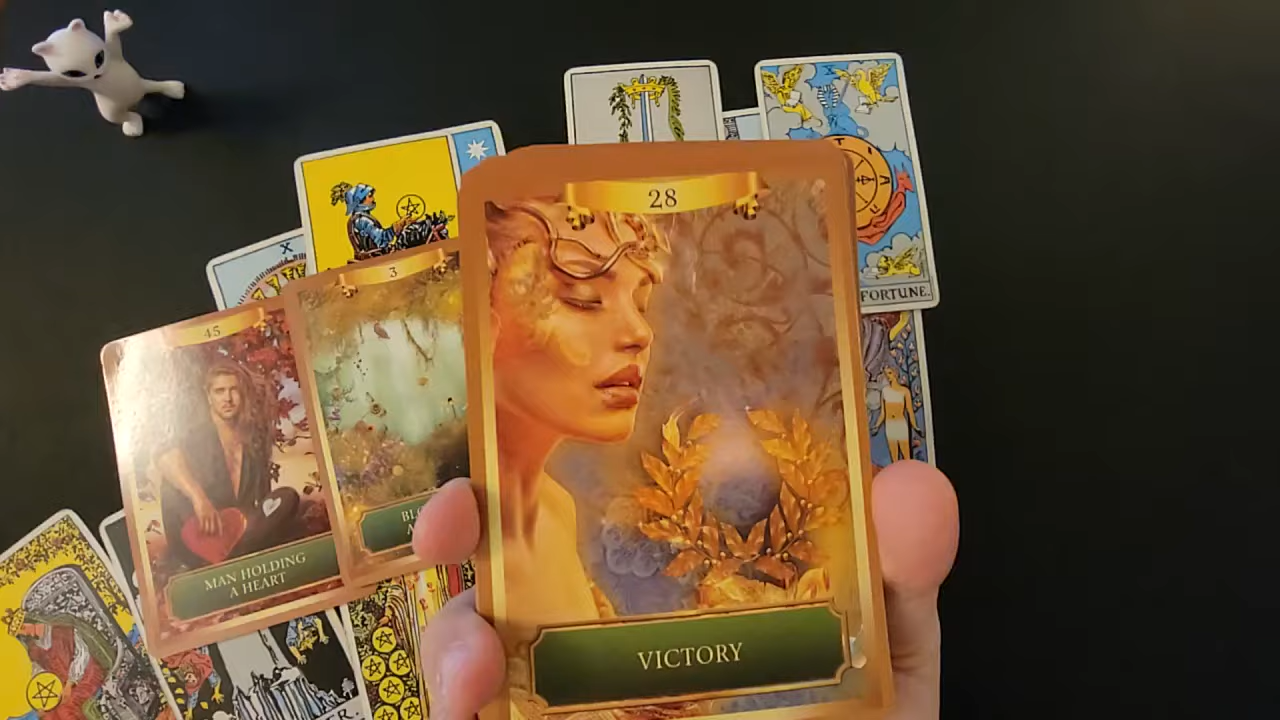 28
VICTORY
3
45
MAN HOLDING
A HEART
X
FORTUNE.